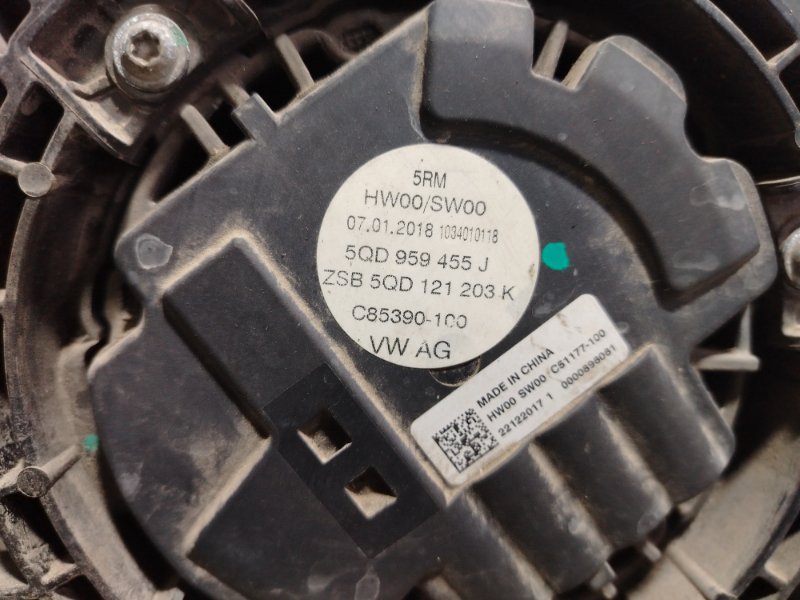 5RM
HW00/SW00
07.01.2018 1034010118
5QD 959 455 J
ZSB 5QD 121 203 K
C85390-100
VW AG
MADE IN CHINA
HW00 SW00 C51177-100
22122017 1 0000898081